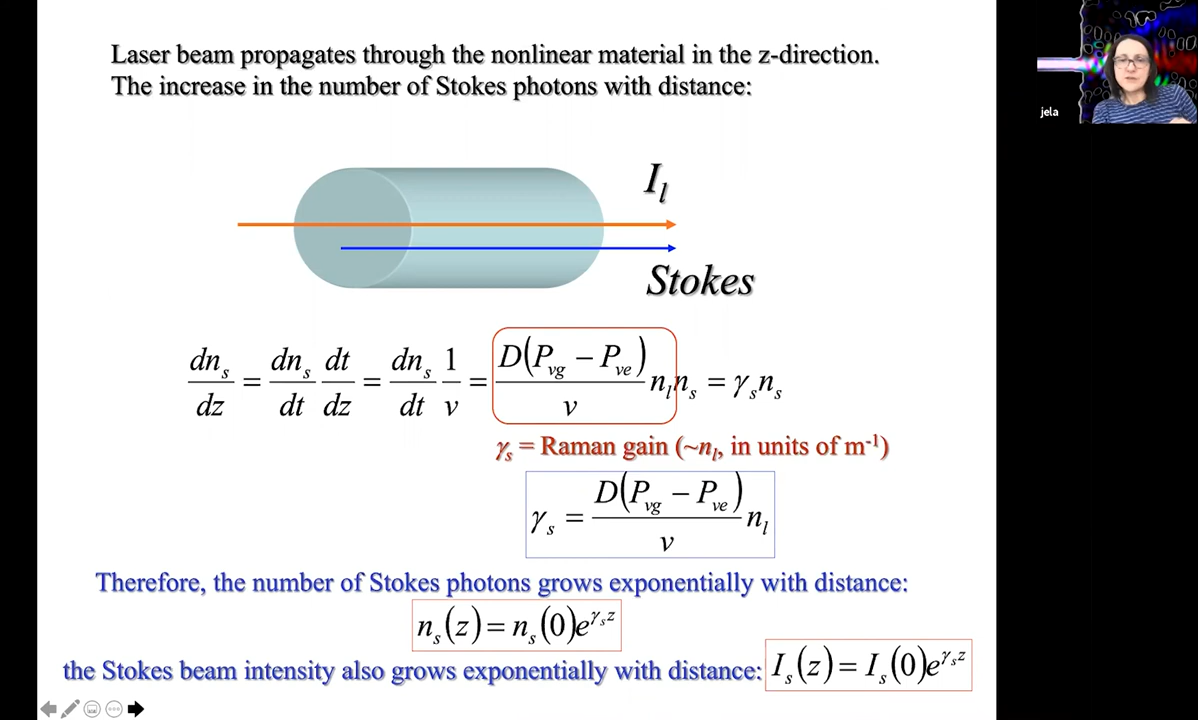 Laser beam propagates through the nonlinear material in the z-direction.
The increase in the number of Stokes photons with distance:
jela
I_l
Stokes
dn_s/dz = dn_s/dt dt/dz = dn_s/dt 1/v = D(P_vg − P_ve)/v n_l n_s = γ_s n_s
γ_s = Raman gain (~n_l, in units of m⁻¹)
γ_s = D(P_vg − P_ve)/v n_l
Therefore, the number of Stokes photons grows exponentially with distance:
n_s(z) = n_s(0)e^{γ_s z}
the Stokes beam intensity also grows exponentially with distance: I_s(z) = I_s(0)e^{γ_s z}